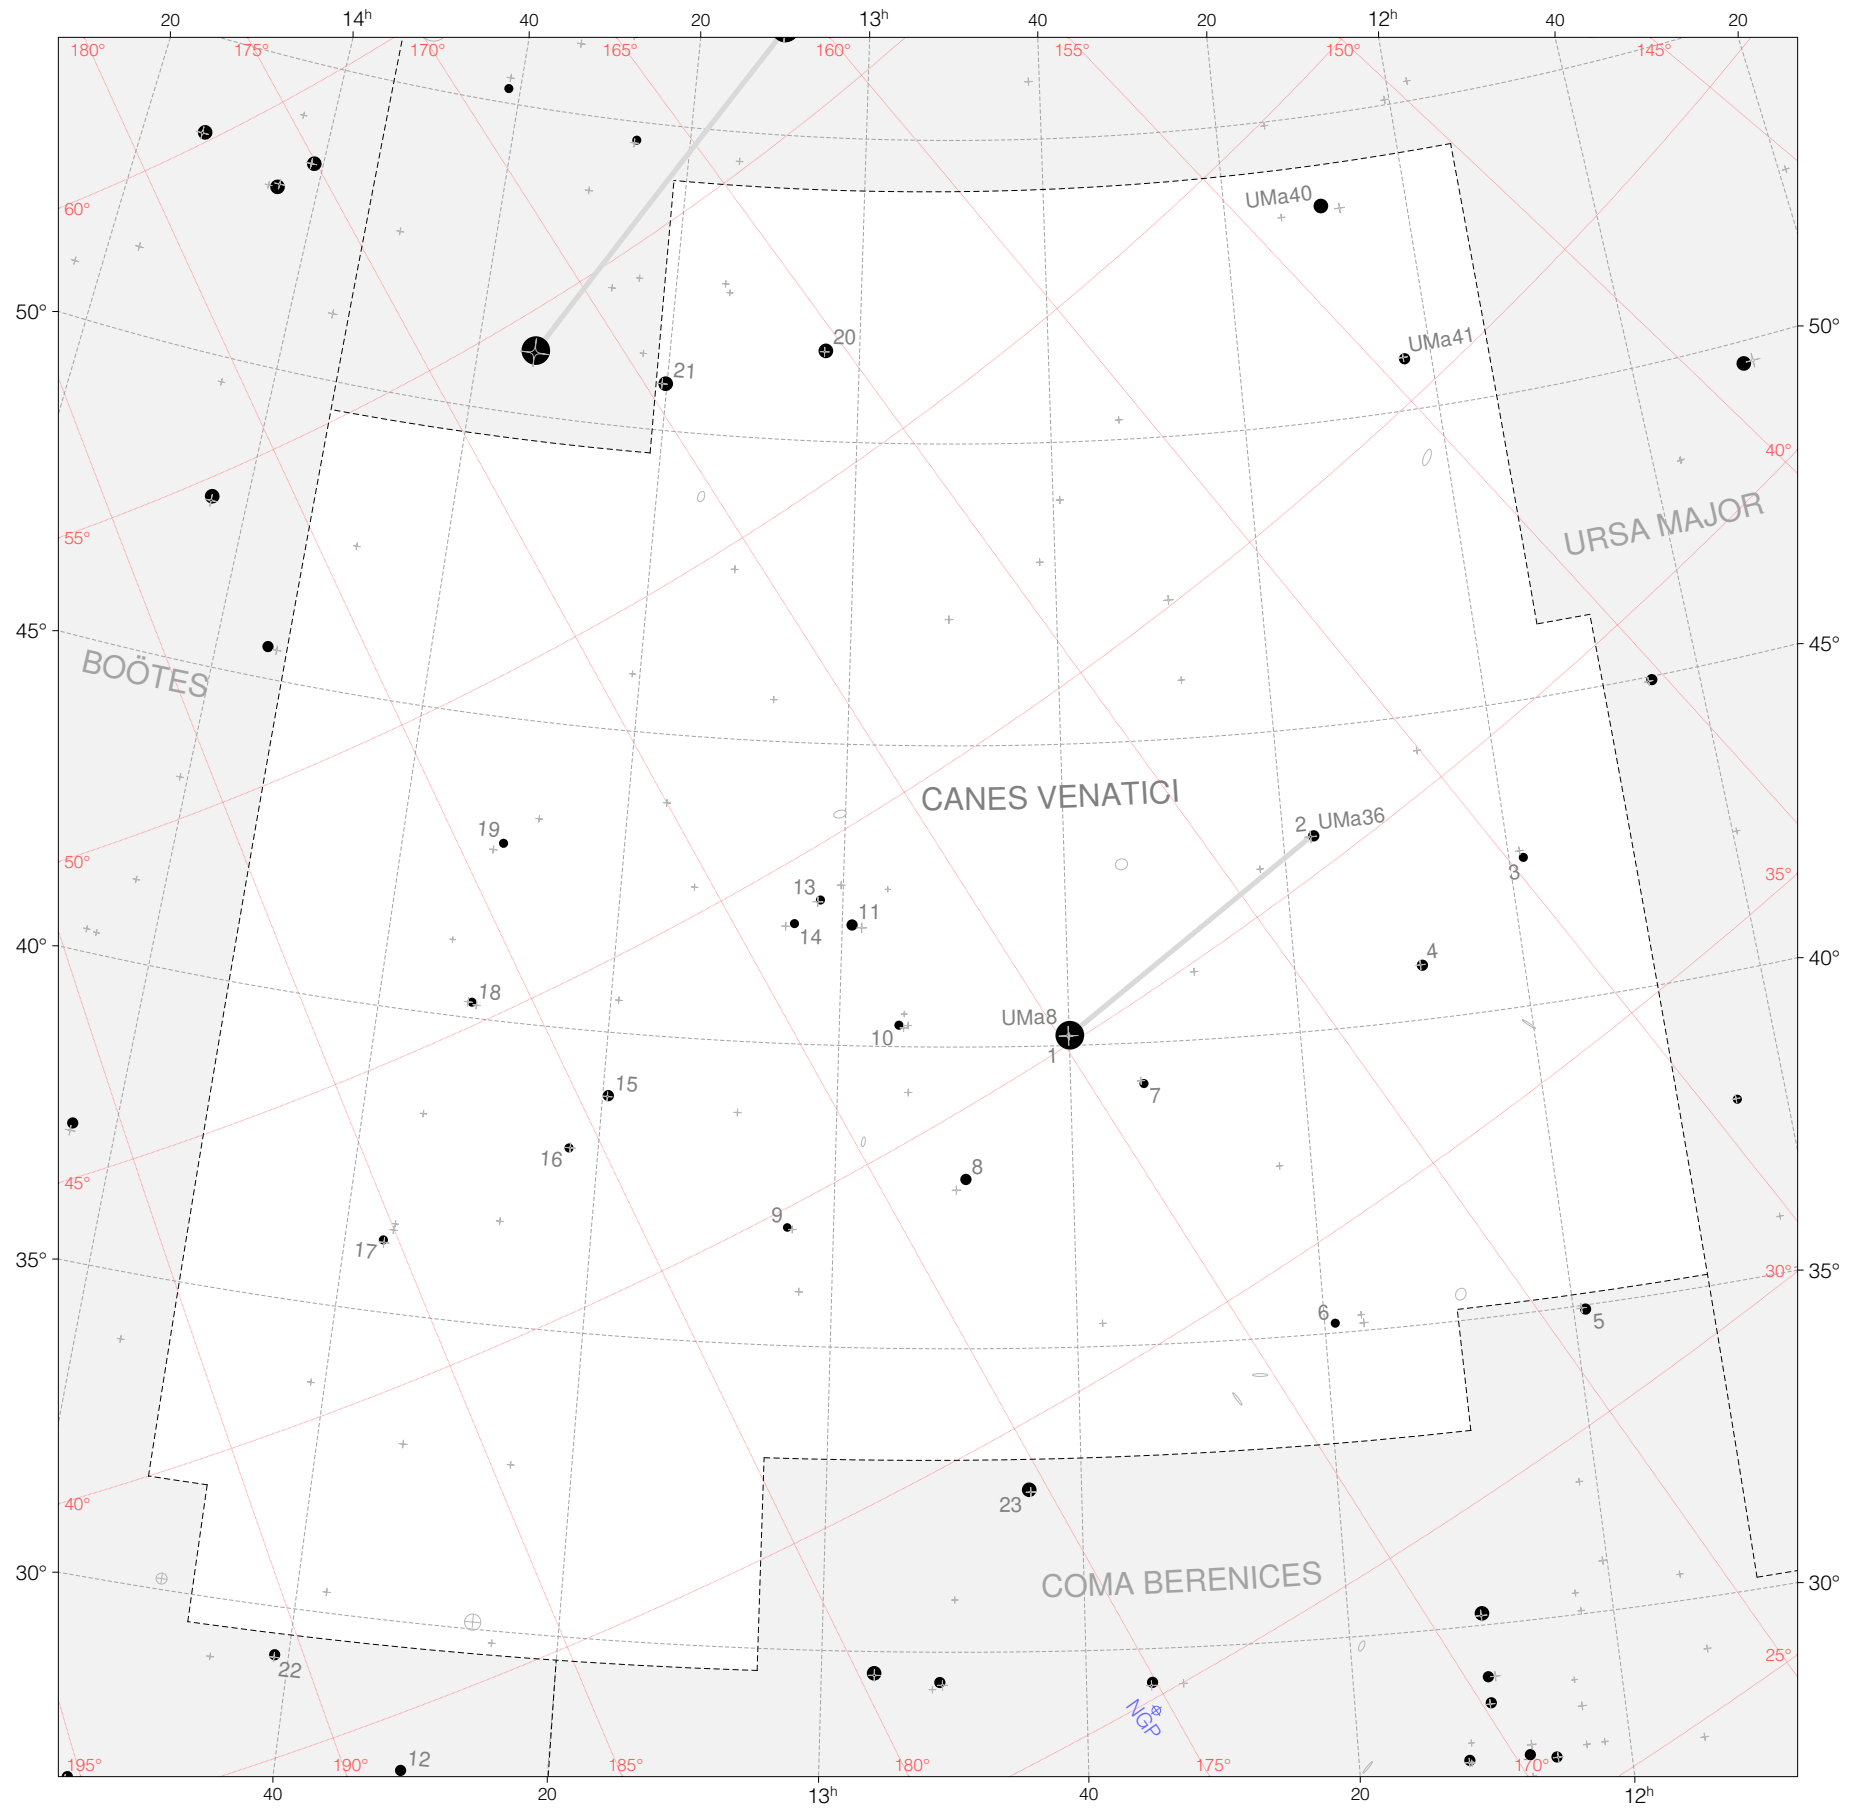 20 14h 40 20 13h 40 20 12h 40 20
180° 175° 170° 165° 160° 155° 150° 145°
UMa40
60°
50° 50°
20
UMa41
21
40°
URSA MAJOR
55°
45° 45°
BOÖTES
CANES VENATICI
2 UMa36
19
50°
3
35°
13
11
14
40° 40°
4
18
UMa8
10
1
15
7
16
8
45°
9
17
35° 30° 35°
6
5
40°
23
30° 30°
COMA BERENICES
22
25°
NGP
12
195° 190° 185° 180° 175° 170°
40 20 13h 40 20 12h